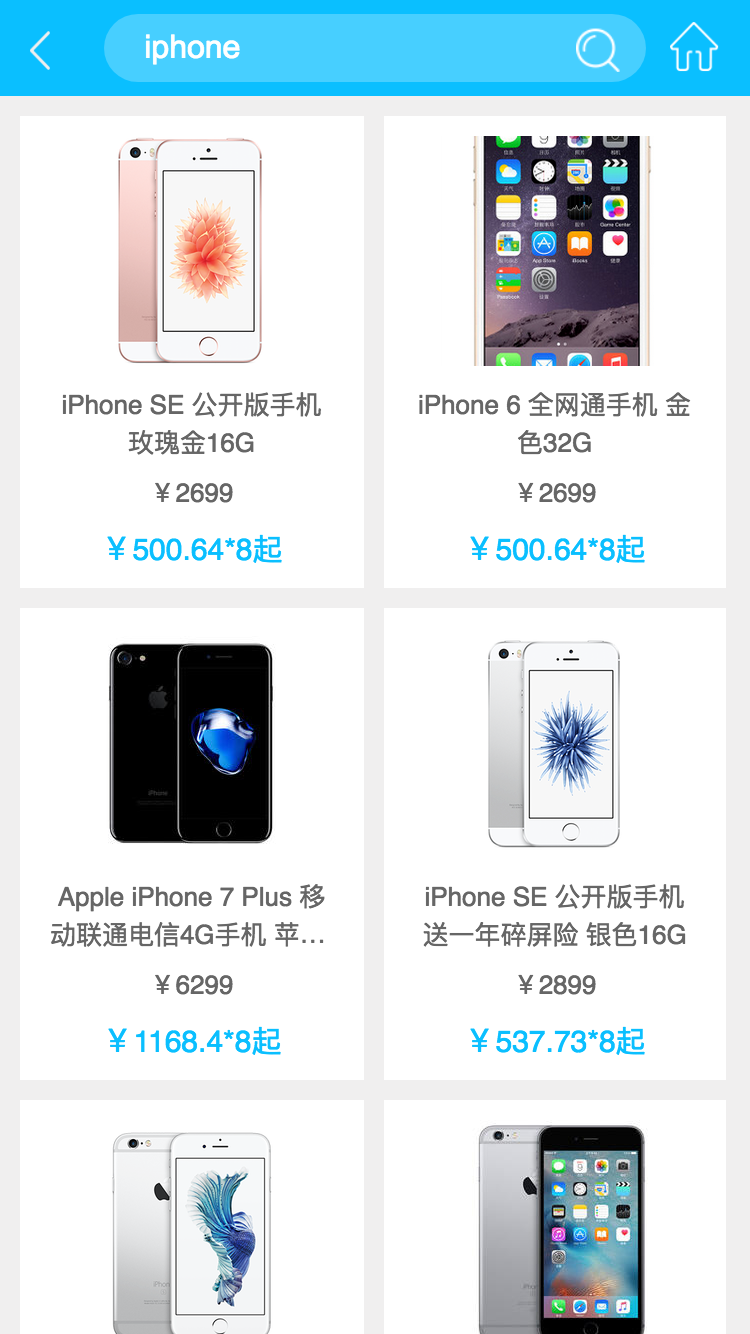 iphone
iPhone SE 公开版手机
玫瑰金16G
￥2699
￥500.64*8起
iPhone 6 全网通手机 金
色32G
￥2699
￥500.64*8起
Apple iPhone 7 Plus 移
动联通电信4G手机 苹…
￥6299
￥1168.4*8起
iPhone SE 公开版手机
送一年碎屏险 银色16G
￥2899
￥537.73*8起